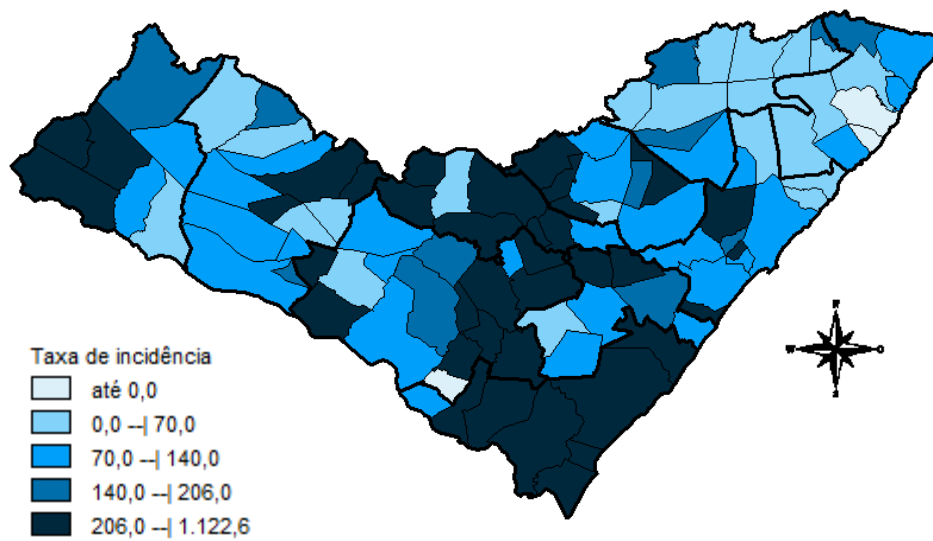 Taxa de incidência
até 0,0
0,0 --| 70,0
70,0 --| 140,0
140,0 --| 206,0
206,0 --| 1.122,6
N
W
O
S